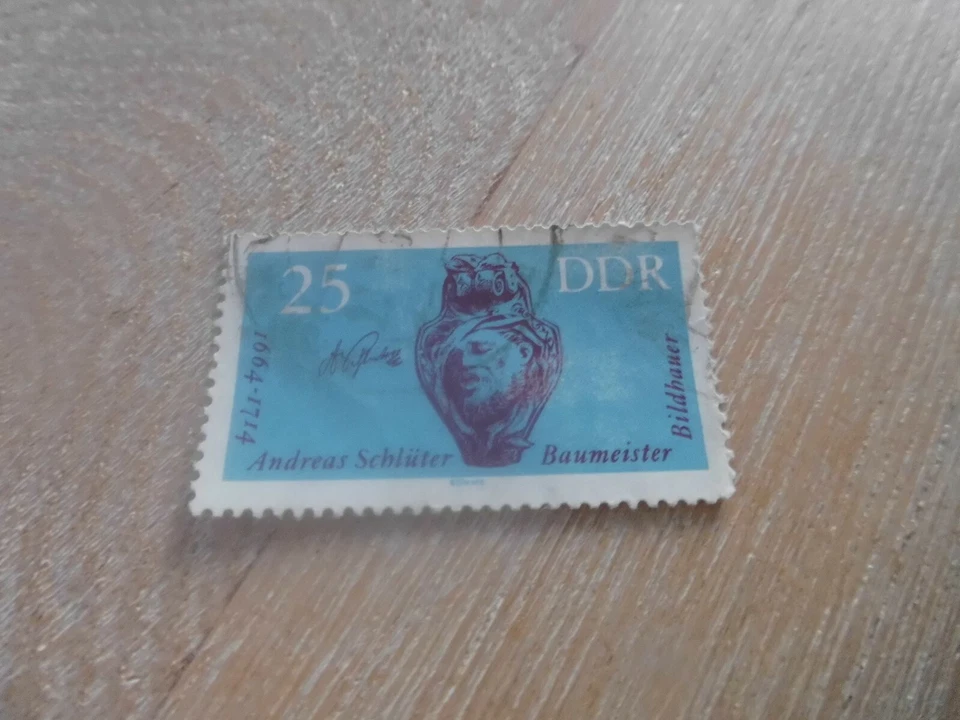 25
DDR
1664-1714
Andreas Schlüter
Baumeister
Bildhauer